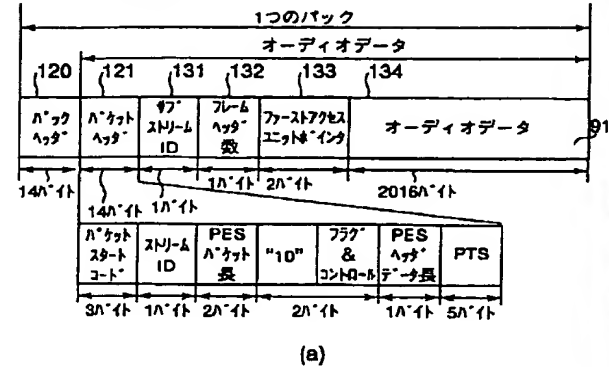 1つのパック
オーディオデータ
120 121 131 132 133 134
パック
ヘッダ
パケット
ヘッダ
サブ
ストリーム
ID
フレーム
ヘッダ
数
ファーストアクセス
ユニットポインタ
オーディオデータ
91
14バイト
14バイト
1バイト
1バイト
2バイト
2016バイト
パケット
スタート
コード
ストリーム
ID
PES
パケット
長
"10"
フラグ
&
コントロール
PES
ヘッダ
データ長
PTS
3バイト
1バイト
2バイト
2バイト
1バイト
5バイト
(a)